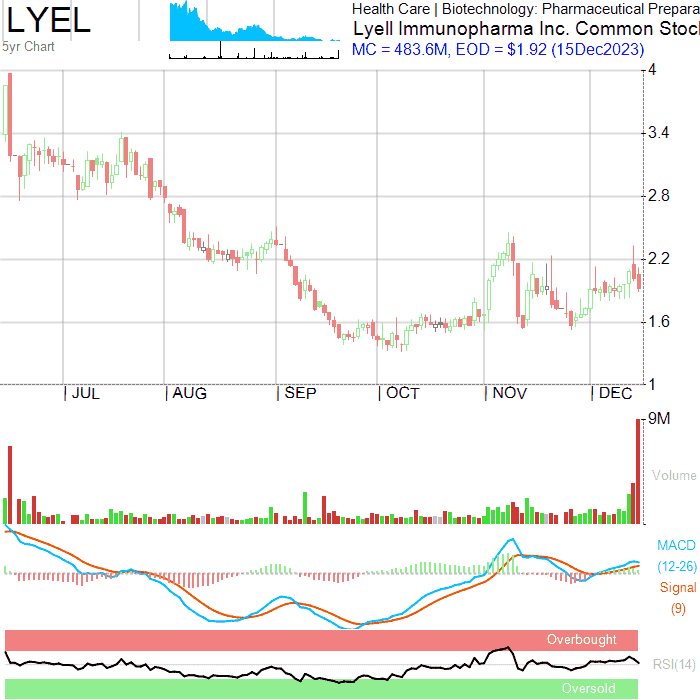 LYEL
5yr Chart
Health Care | Biotechnology: Pharmaceutical Prepara
Lyell Immunopharma Inc. Common Stoc
MC = 483.6M, EOD = $1.92 (15Dec2023)
4
3.4
2.8
2.2
1.6
1
| JUL | AUG | SEP | OCT | NOV | DEC
9M
Volume
MACD
(12-26)
Signal
(9)
Overbought
RSI(14)
Oversold